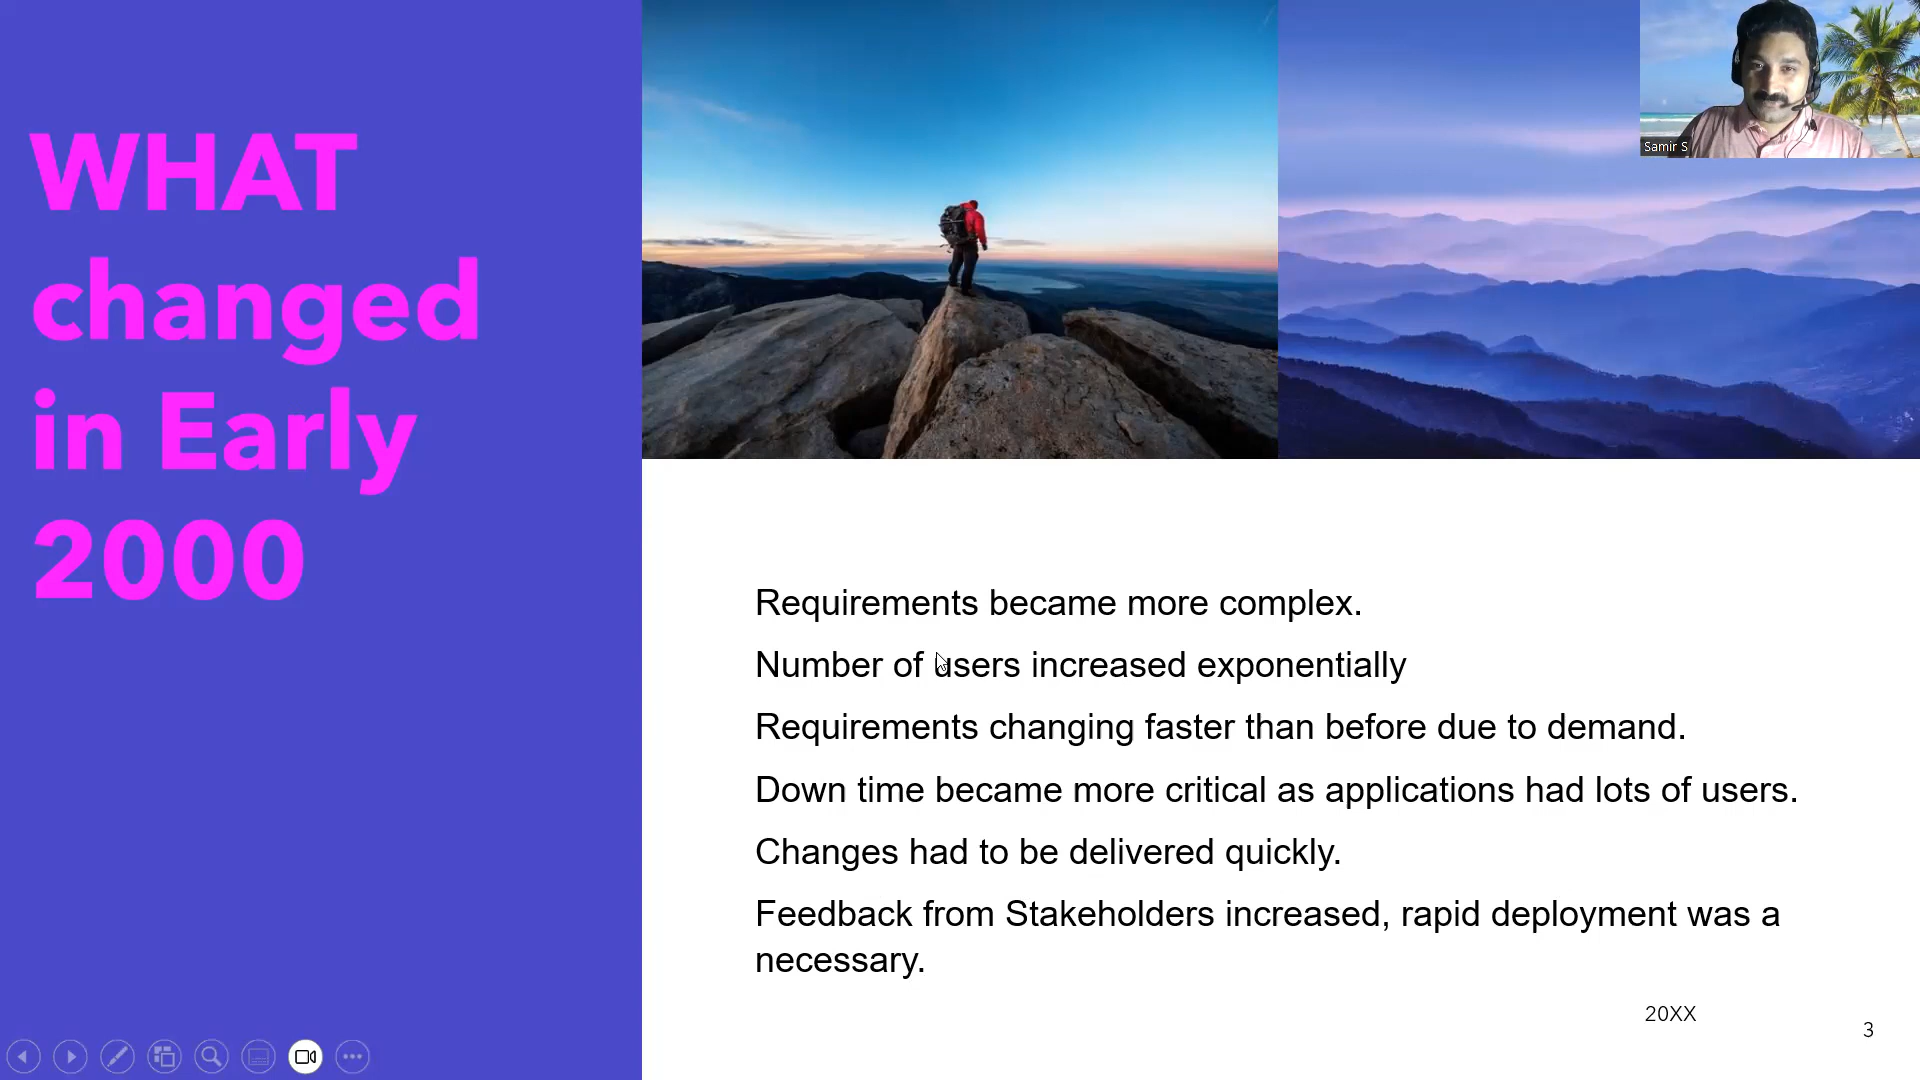 WHAT
changed
in Early
2000
Samir S
Requirements became more complex.
Number of users increased exponentially
Requirements changing faster than before due to demand.
Down time became more critical as applications had lots of users.
Changes had to be delivered quickly.
Feedback from Stakeholders increased, rapid deployment was a
necessary.
20XX
3